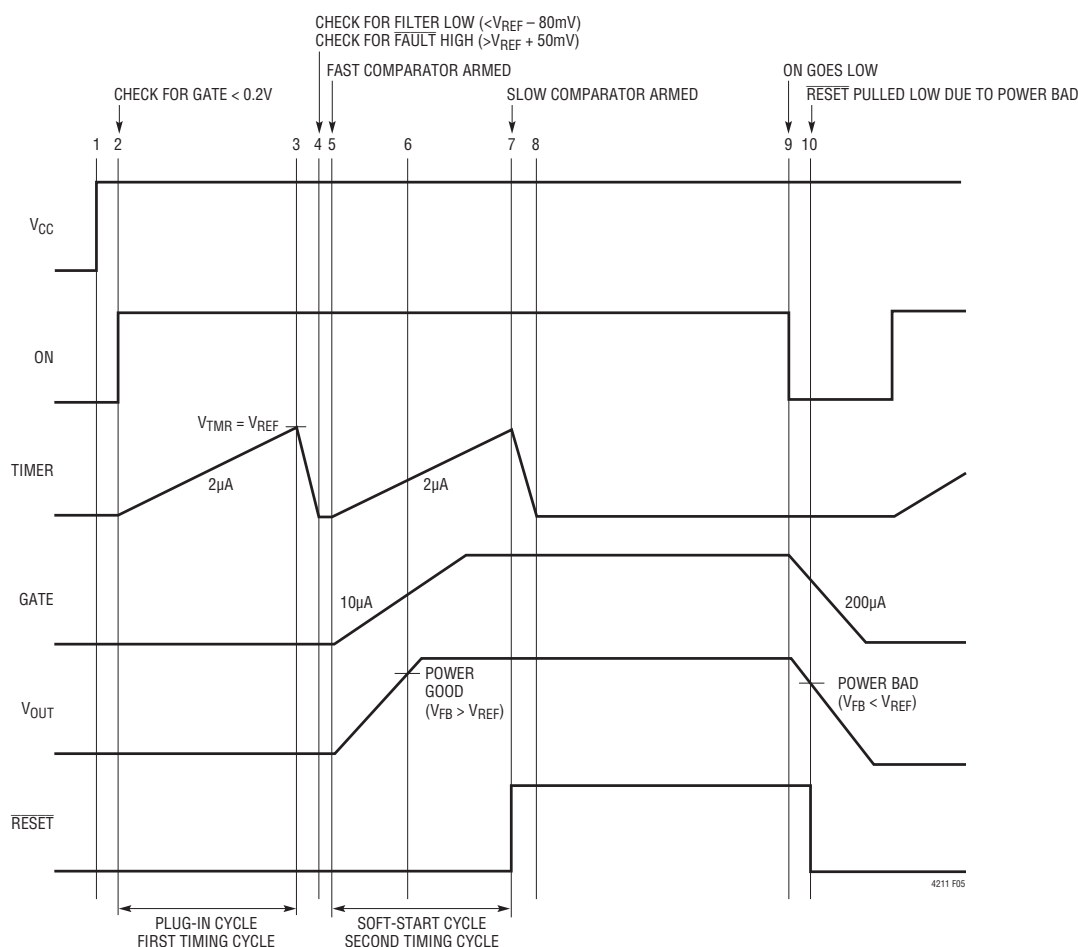 CHECK FOR FILTER LOW (<VREF – 80mV)
CHECK FOR FAULT HIGH (>VREF + 50mV)
FAST COMPARATOR ARMED
ON GOES LOW
CHECK FOR GATE < 0.2V
SLOW COMPARATOR ARMED
RESET PULLED LOW DUE TO POWER BAD
1 2 3 4 5 6 7 8 9 10
VCC
ON
VTMR = VREF
TIMER
2µA
2µA
GATE
10µA
200µA
POWER
GOOD
(VFB > VREF)
POWER BAD
(VFB < VREF)
VOUT
RESET
4211 F05
PLUG-IN CYCLE
FIRST TIMING CYCLE
SOFT-START CYCLE
SECOND TIMING CYCLE